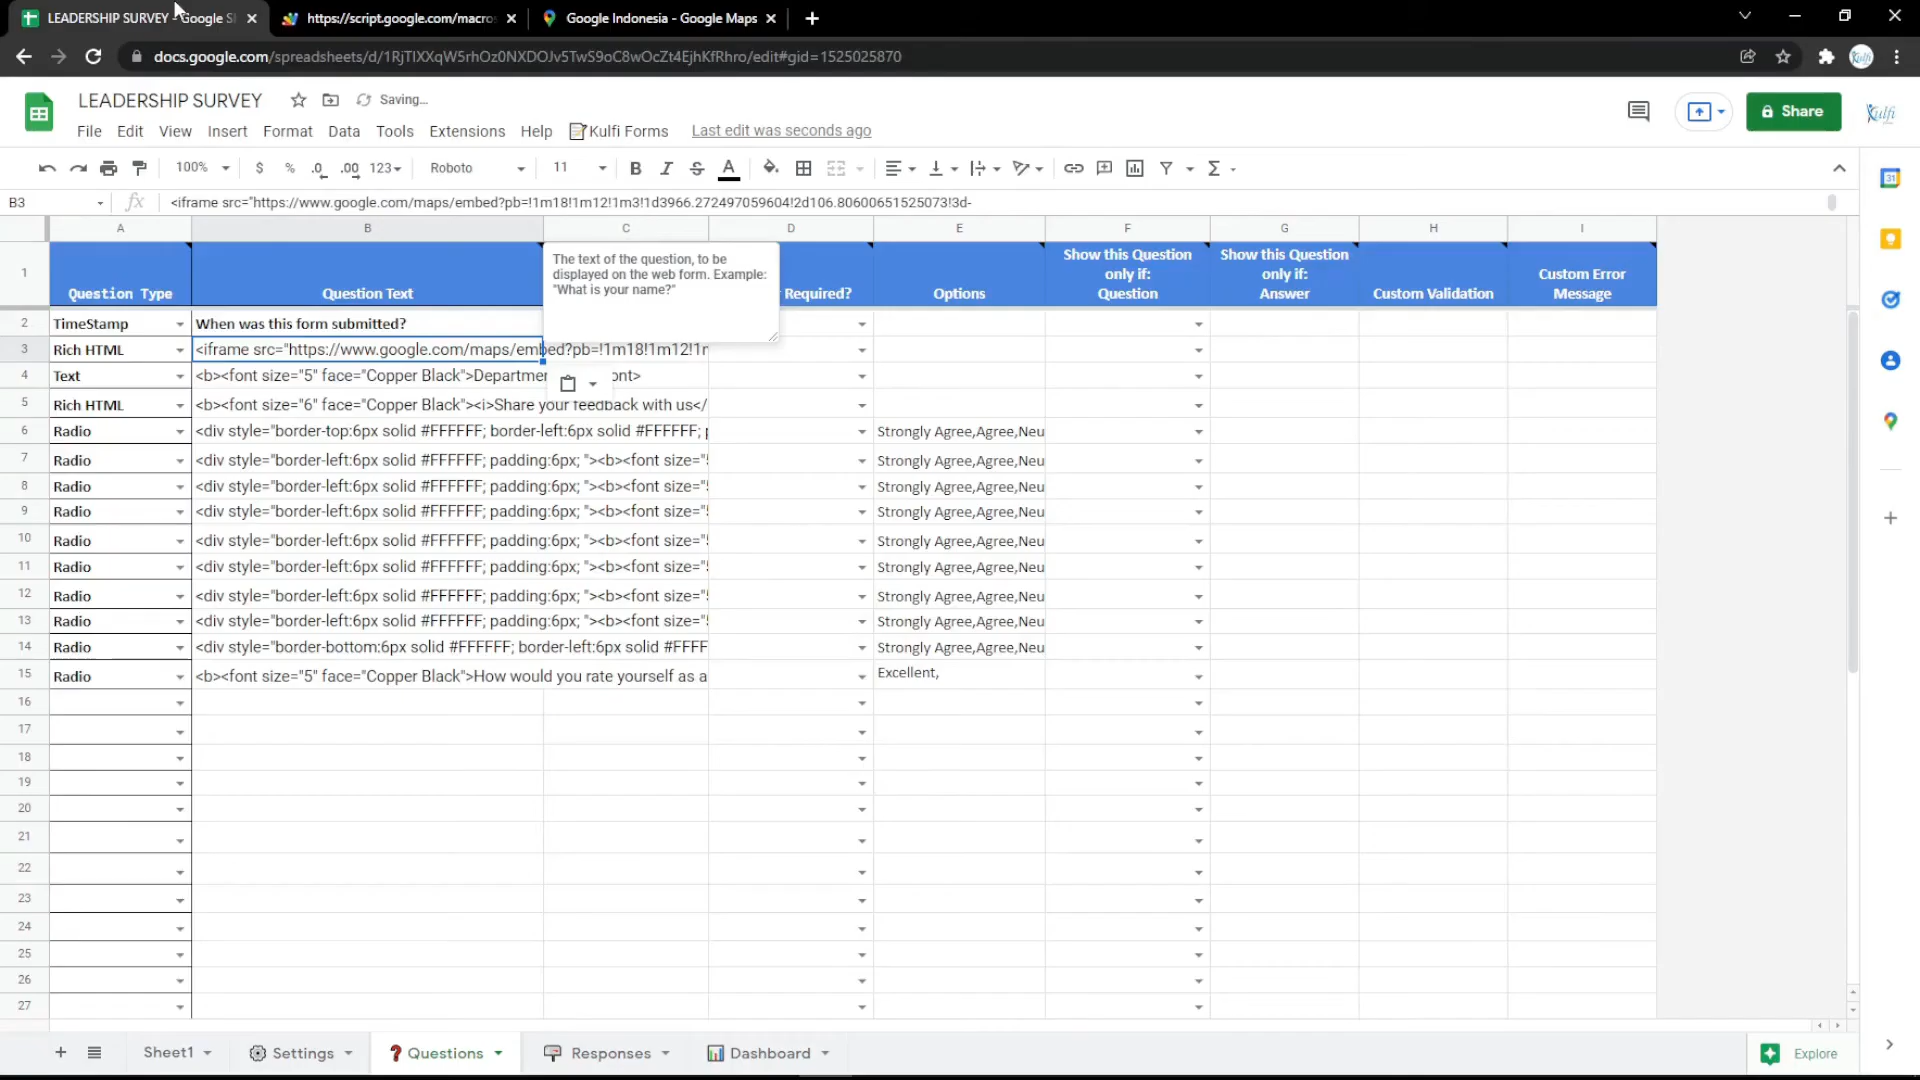 LEADERSHIP SURVEY - Google S
https://script.google.com/macros
Google Indonesia - Google Maps
docs.google.com/spreadsheets/d/1RjTlXXqW5rhOz0NXDOJv5TwS9oC8wOcZt4EjhKfRhro/edit#gid=1525025870
LEADERSHIP SURVEY
Saving...
File Edit View Insert Format Data Tools Extensions Help Kulfi Forms Last edit was seconds ago
Share
Kulfi
100% $ % .0 .00 123 Roboto 11 B I S A
31
B3 fx <iframe src="https://www.google.com/maps/embed?pb=!1m18!1m12!1m3!1d3966.272497059604!2d106.80600651525073!3d-
A B C D E F G H I
1 Question Type Question Text Required? Options Show this Question only if: Question Show this Question only if: Answer Custom Validation Custom Error Message
The text of the question, to be
displayed on the web form. Example:
"What is your name?"
2 TimeStamp When was this form submitted?
3 Rich HTML <iframe src="https://www.google.com/maps/embed?pb=!1m18!1m12!1r
4 Text <b><font size="5" face="Copper Black">Departme ont>
5 Rich HTML <b><font size="6" face="Copper Black"><i>Share your feedback with us</
6 Radio <div style="border-top:6px solid #FFFFFF; border-left:6px solid #FFFFFF; p Strongly Agree,Agree,Neu
7 Radio <div style="border-left:6px solid #FFFFFF; padding:6px; "><b><font size="5 Strongly Agree,Agree,Neu
8 Radio <div style="border-left:6px solid #FFFFFF; padding:6px; "><b><font size="5 Strongly Agree,Agree,Neu
9 Radio <div style="border-left:6px solid #FFFFFF; padding:6px; "><b><font size="5 Strongly Agree,Agree,Neu
10 Radio <div style="border-left:6px solid #FFFFFF; padding:6px; "><b><font size="5 Strongly Agree,Agree,Neu
11 Radio <div style="border-left:6px solid #FFFFFF; padding:6px; "><b><font size="5 Strongly Agree,Agree,Neu
12 Radio <div style="border-left:6px solid #FFFFFF; padding:6px; "><b><font size="5 Strongly Agree,Agree,Neu
13 Radio <div style="border-left:6px solid #FFFFFF; padding:6px; "><b><font size="5 Strongly Agree,Agree,Neu
14 Radio <div style="border-bottom:6px solid #FFFFFF; border-left:6px solid #FFFF Strongly Agree,Agree,Neu
15 Radio <b><font size="5" face="Copper Black">How would you rate yourself as a Excellent,
16
17
18
19
20
21
22
23
24
25
26
27
Sheet1 Settings Questions Responses Dashboard Explore